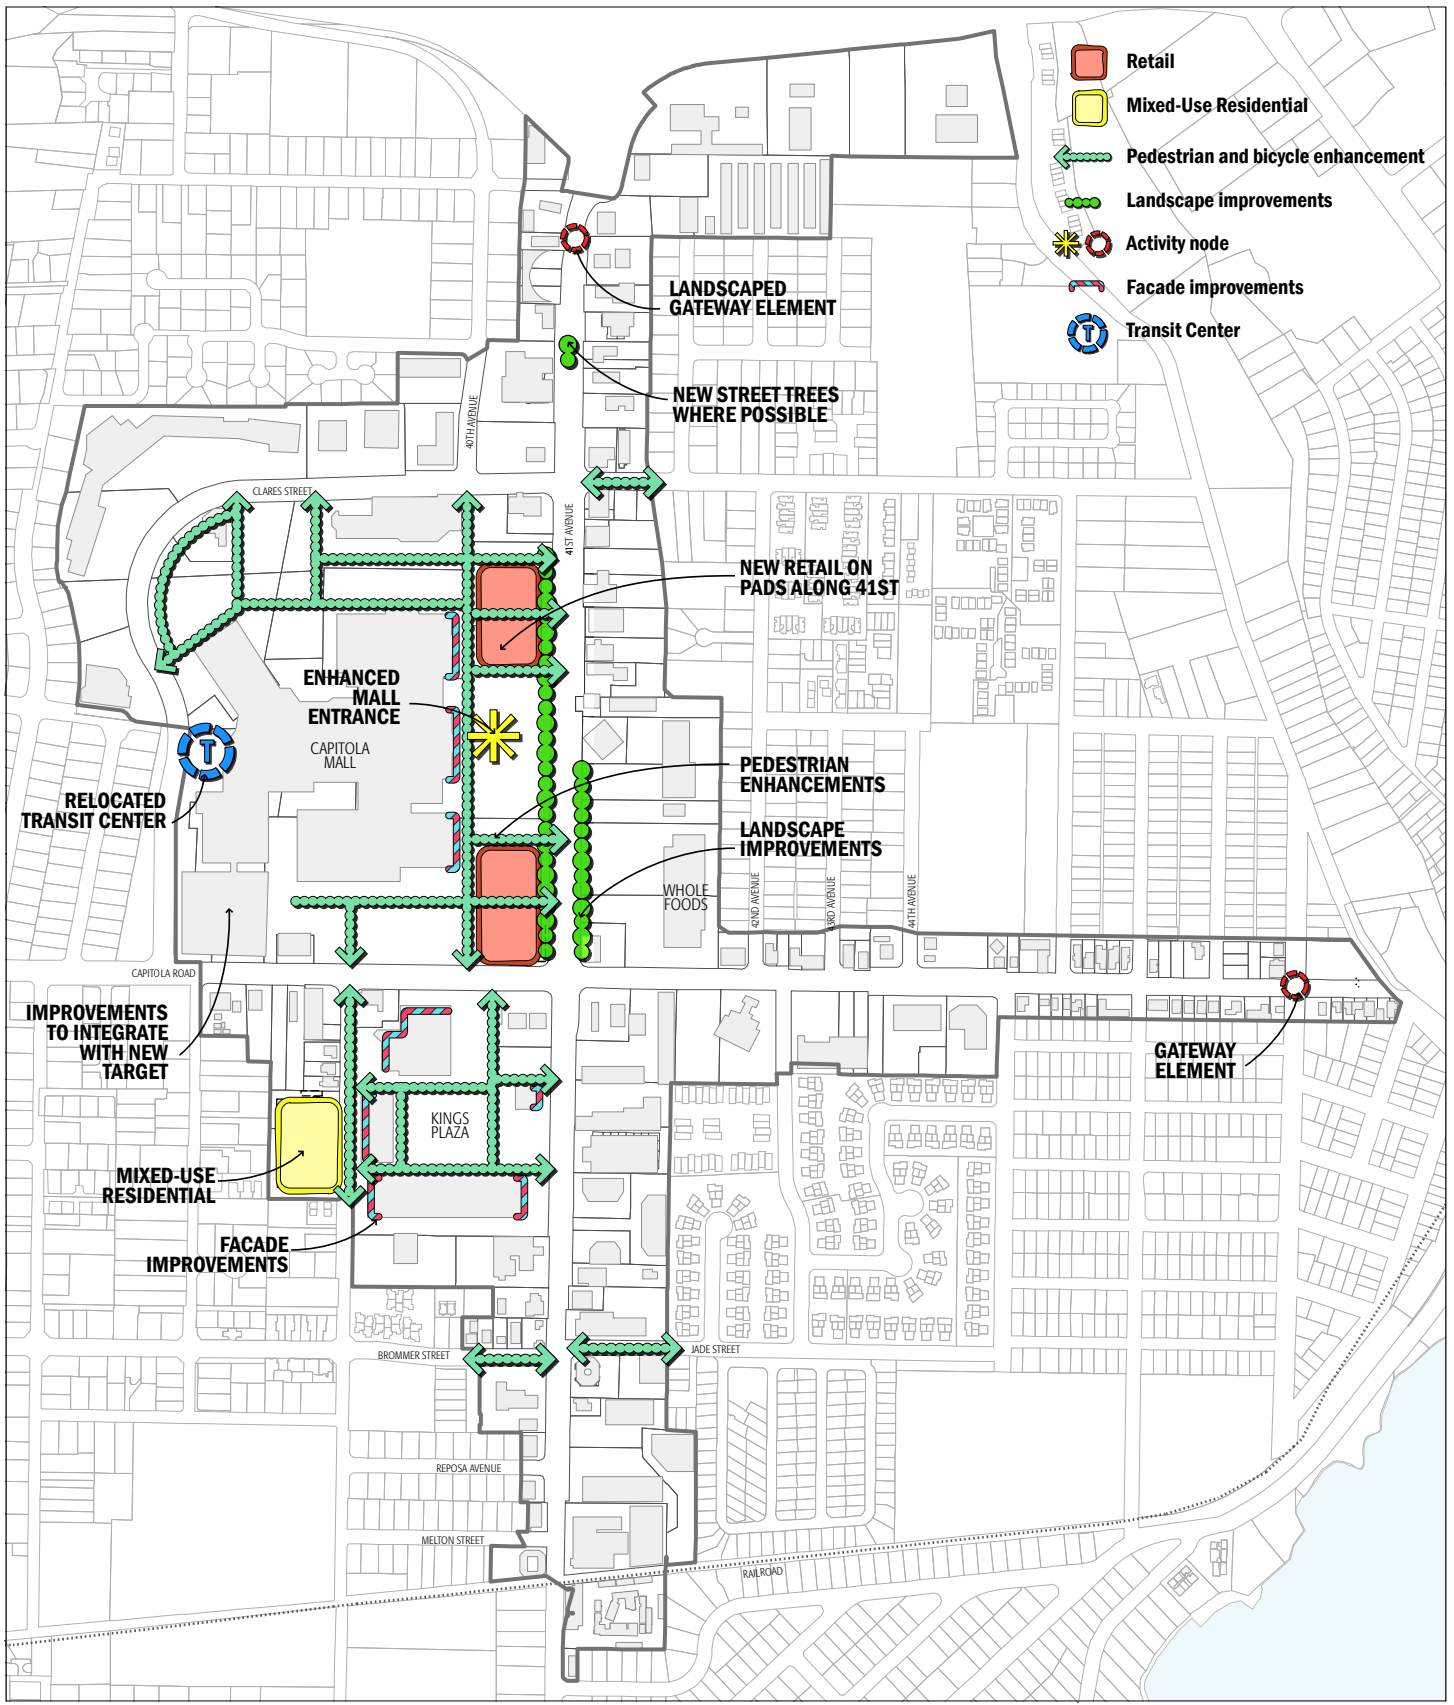 Retail
Mixed-Use Residential
Pedestrian and bicycle enhancement
Landscape improvements
Activity node
Facade improvements
T
Transit Center
LANDSCAPED
GATEWAY ELEMENT
NEW STREET TREES
WHERE POSSIBLE
40TH AVENUE
CLARES STREET
41ST AVENUE
NEW RETAIL ON
PADS ALONG 41ST
ENHANCED
MALL
ENTRANCE
CAPITOLA
MALL
T
RELOCATED
TRANSIT CENTER
PEDESTRIAN
ENHANCEMENTS
LANDSCAPE
IMPROVEMENTS
WHOLE
FOODS
42ND AVENUE
43RD AVENUE
44TH AVENUE
CAPITOLA ROAD
IMPROVEMENTS
TO INTEGRATE
WITH NEW
TARGET
GATEWAY
ELEMENT
KINGS
PLAZA
MIXED-USE
RESIDENTIAL
FACADE
IMPROVEMENTS
BROMMER STREET
JADE STREET
REPOSA AVENUE
MELTON STREET
RAILROAD